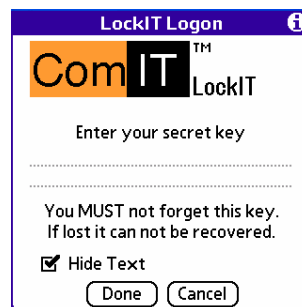 LockIT Logon
ComIT™
LockIT
Enter your secret key
You MUST not forget this key.
If lost it can not be recovered.
Hide Text
Done Cancel